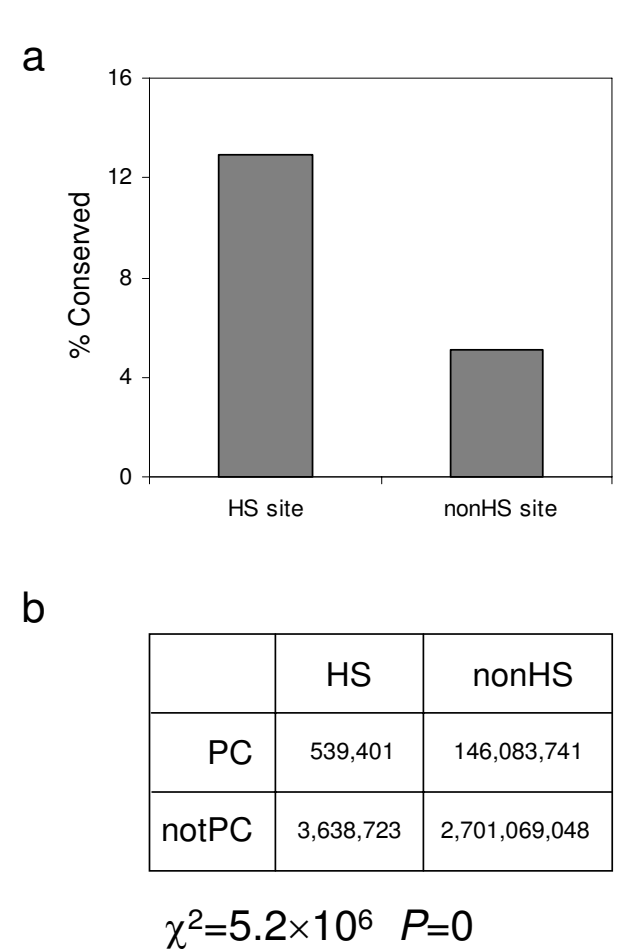 a
16
12
8
4
0
% Conserved
HS site nonHS site
b
HS nonHS
PC 539,401 146,083,741
notPC 3,638,723 2,701,069,048
χ²=5.2×10⁶ P=0